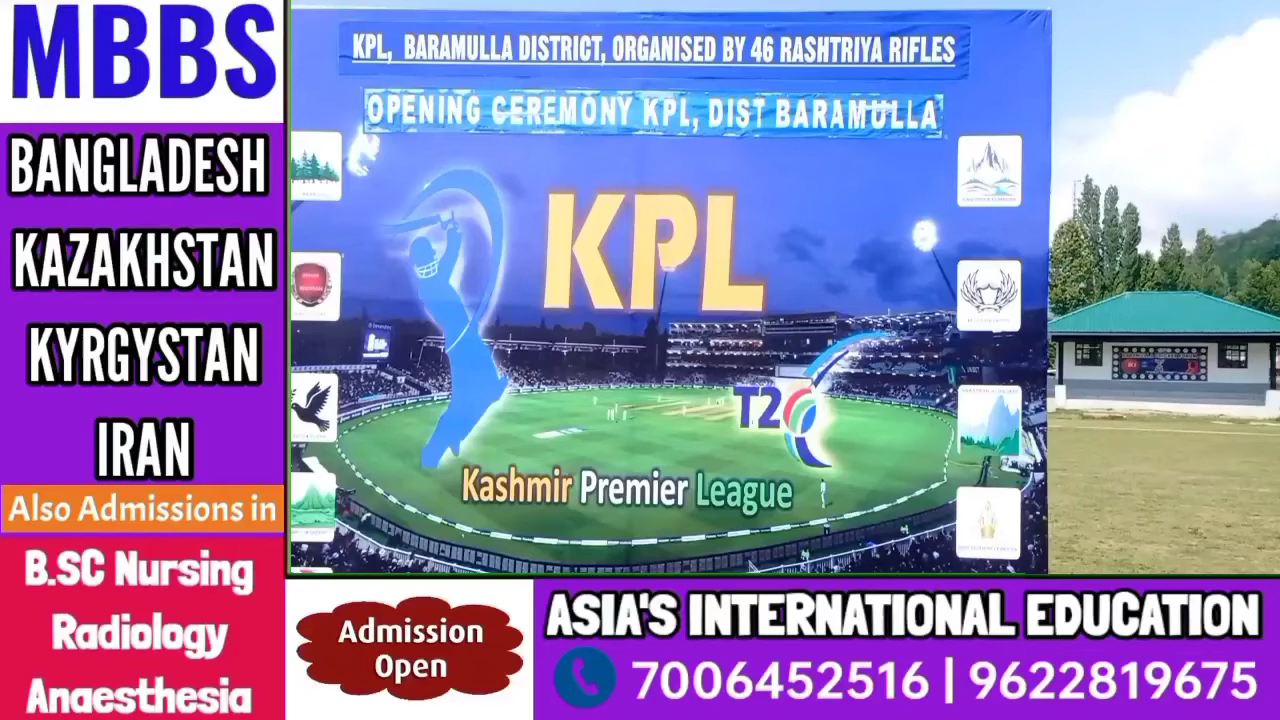 MBBS
BANGLADESH
KAZAKHSTAN
KYRGYSTAN
IRAN
Also Admissions in
B.SC Nursing
Radiology
Anaesthesia
KPL, BARAMULLA DISTRICT, ORGANISED BY 46 RASHTRIYA RIFLES
OPENING CEREMONY KPL, DIST BARAMULLA
KPL
T20
Kashmir Premier League
Admission
Open
ASIA'S INTERNATIONAL EDUCATION
7006452516 | 9622819675